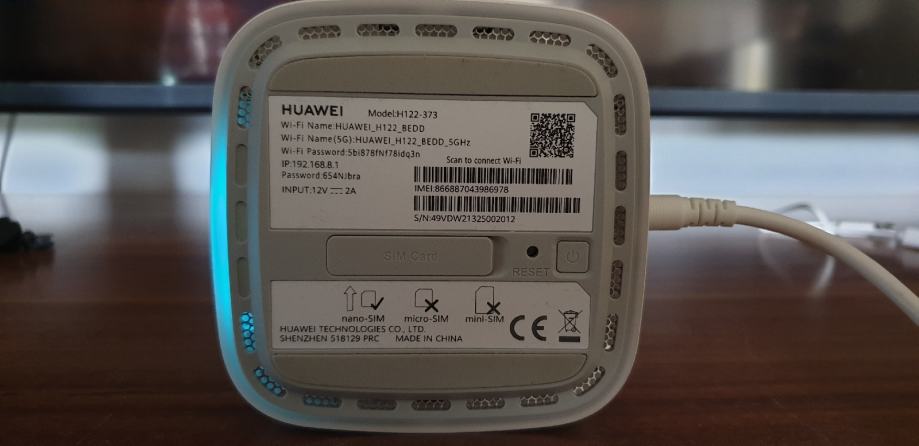 HUAWEI Model:H122-373
Wi-Fi Name:HUAWEI_H122_BEDD
Wi-Fi Name(5G):HUAWEI_H122_BEDD_5GHz
Wi-Fi Password:5bi878fNf78idq3n
Scan to connect Wi-Fi
IP:192.168.8.1
Password:654NJbra
INPUT:12V ⎓ 2A
IMEI:866887043986978
S/N:49VDW21325002012
SIM Card
RESET
nano-SIM micro-SIM mini-SIM
HUAWEI TECHNOLOGIES CO., LTD.
SHENZHEN 518129 PRC MADE IN CHINA
CE